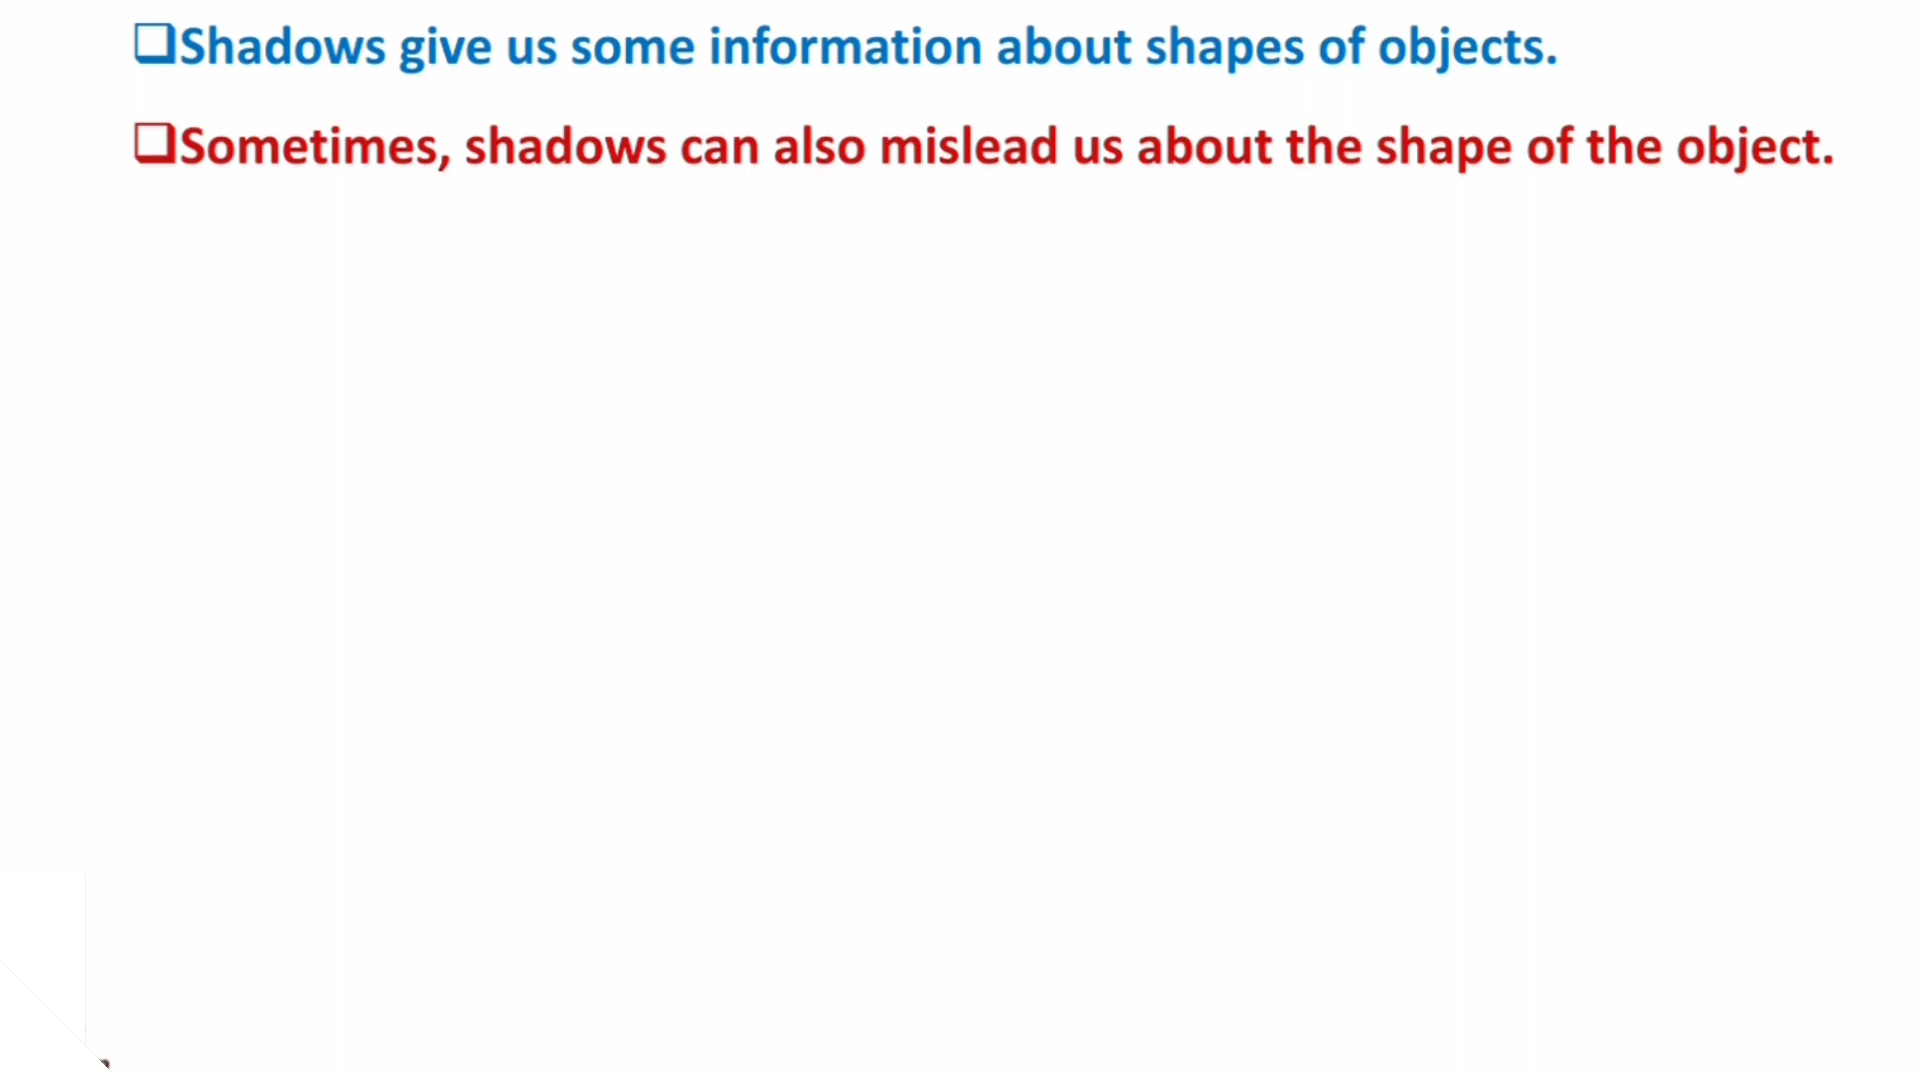 ❑Shadows give us some information about shapes of objects.
❑Sometimes, shadows can also mislead us about the shape of the object.